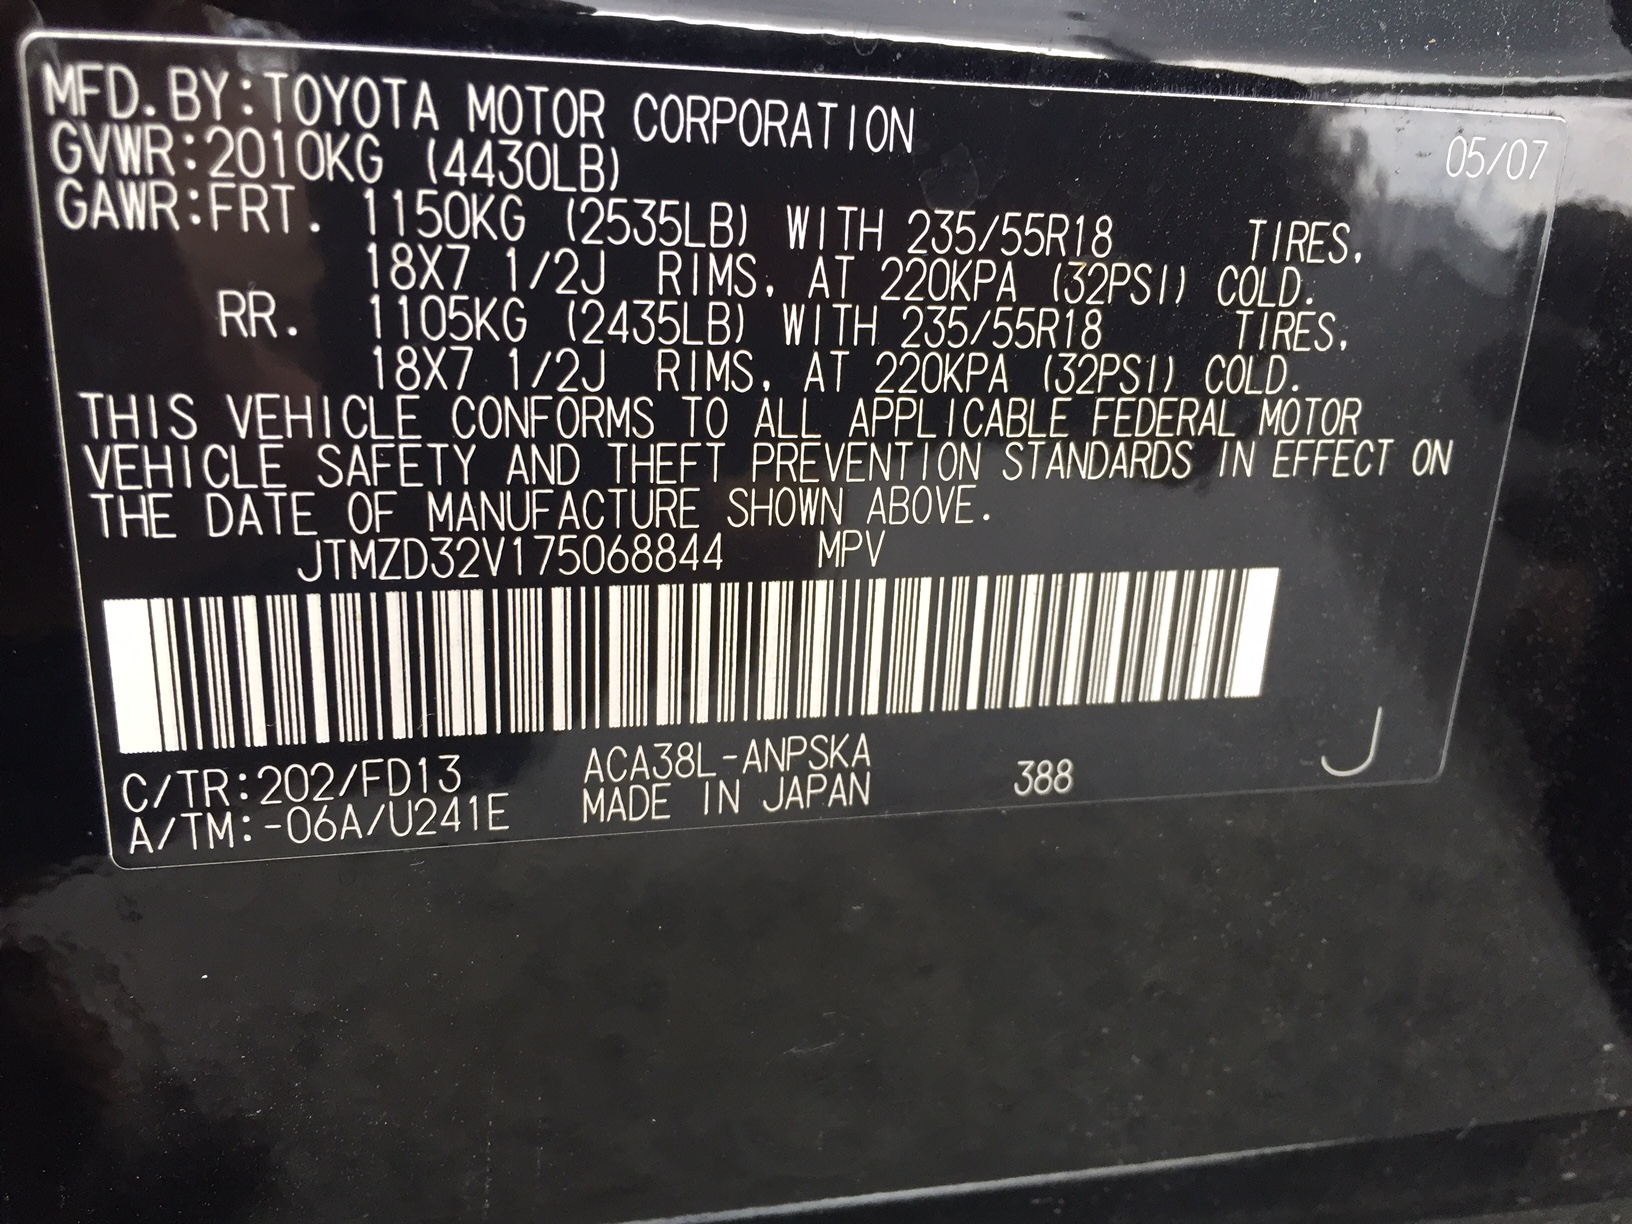 MFD.BY:TOYOTA MOTOR CORPORATION 05/07
GVWR:2010KG (4430LB)
GAWR:FRT. 1150KG (2535LB) WITH 235/55R18 TIRES,
18X7 1/2J RIMS, AT 220KPA (32PSI) COLD.
RR. 1105KG (2435LB) WITH 235/55R18 TIRES,
18X7 1/2J RIMS, AT 220KPA (32PSI) COLD.
THIS VEHICLE CONFORMS TO ALL APPLICABLE FEDERAL MOTOR
VEHICLE SAFETY AND THEFT PREVENTION STANDARDS IN EFFECT ON
THE DATE OF MANUFACTURE SHOWN ABOVE.
JTMZD32V175068844 MPV
C/TR:202/FD13 ACA38L-ANPSKA
A/TM:-06A/U241E MADE IN JAPAN 388 J